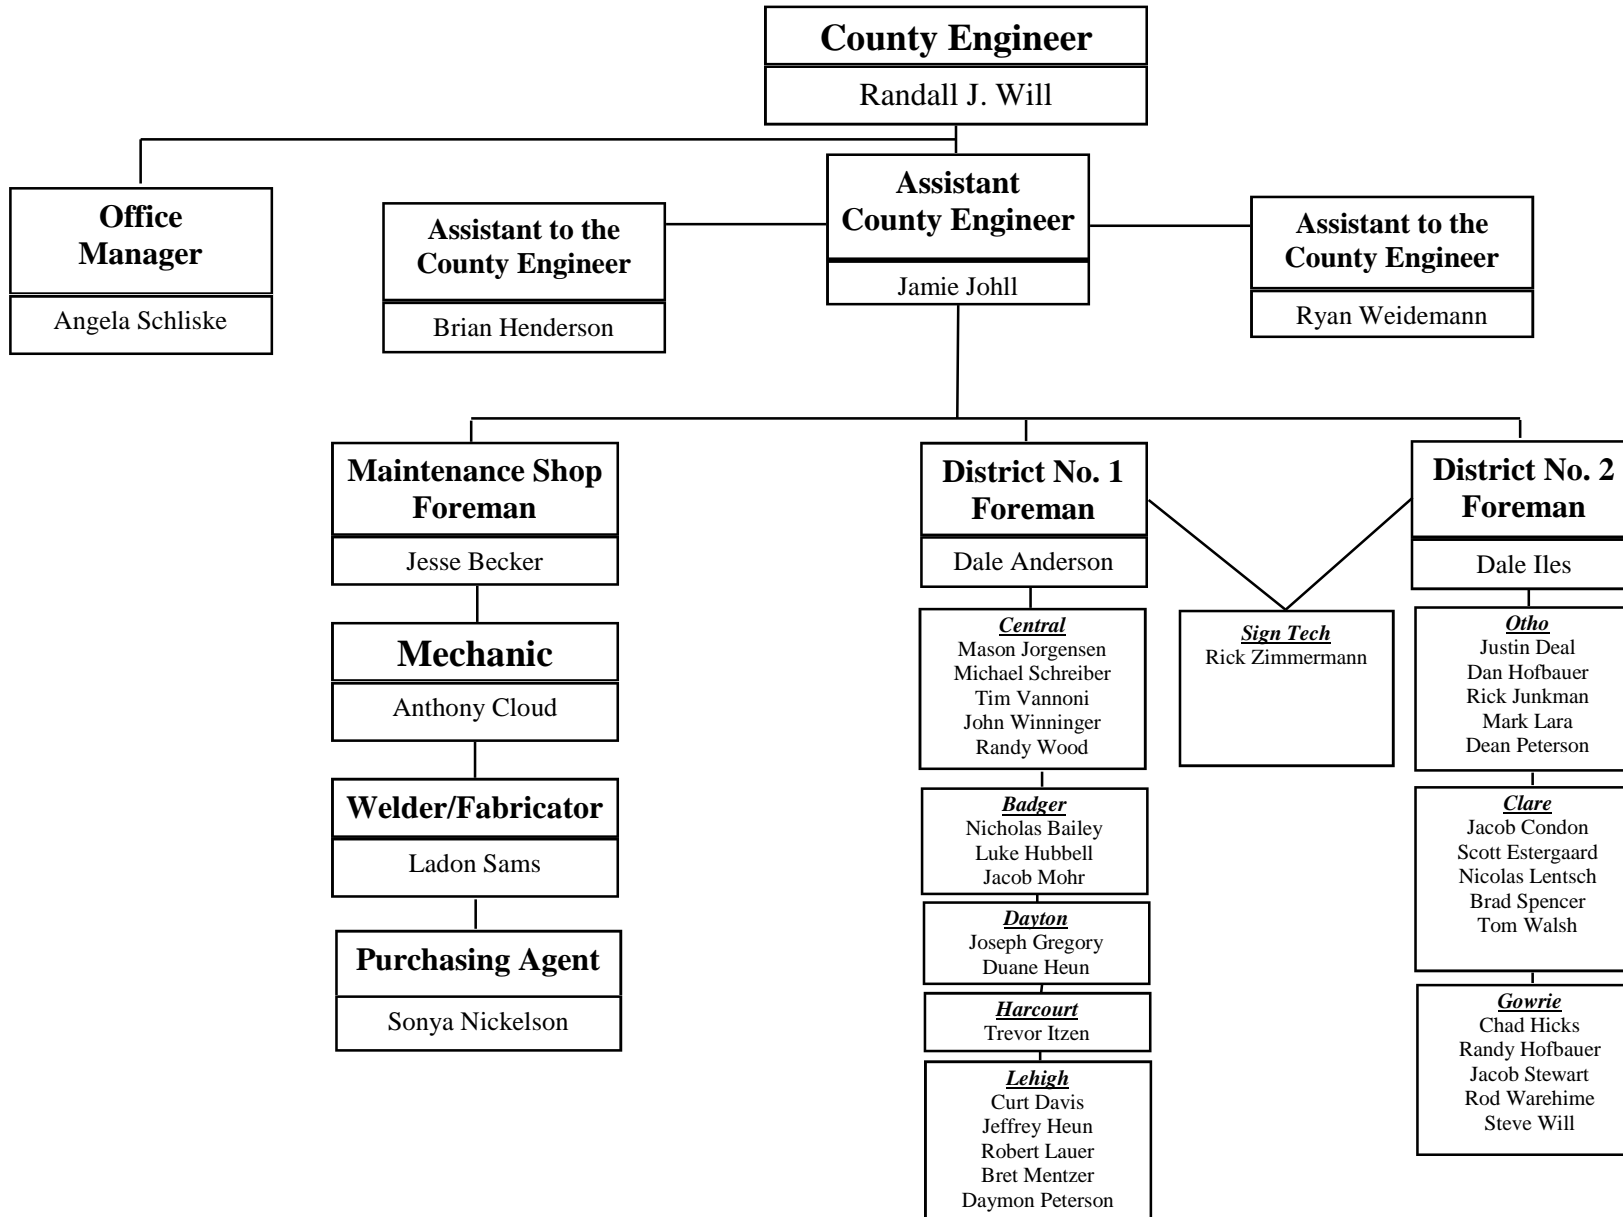 County Engineer
Randall J. Will
Office
Manager
Angela Schliske
Assistant to the
County Engineer
Brian Henderson
Assistant
County Engineer
Jamie Johll
Assistant to the
County Engineer
Ryan Weidemann
Maintenance Shop
Foreman
Jesse Becker
Mechanic
Anthony Cloud
Welder/Fabricator
Ladon Sams
Purchasing Agent
Sonya Nickelson
District No. 1
Foreman
Dale Anderson
Central
Mason Jorgensen
Michael Schreiber
Tim Vannoni
John Winninger
Randy Wood
Badger
Nicholas Bailey
Luke Hubbell
Jacob Mohr
Dayton
Joseph Gregory
Duane Heun
Harcourt
Trevor Itzen
Lehigh
Curt Davis
Jeffrey Heun
Robert Lauer
Bret Mentzer
Daymon Peterson
Sign Tech
Rick Zimmermann
District No. 2
Foreman
Dale Iles
Otho
Justin Deal
Dan Hofbauer
Rick Junkman
Mark Lara
Dean Peterson
Clare
Jacob Condon
Scott Estergaard
Nicolas Lentsch
Brad Spencer
Tom Walsh
Gowrie
Chad Hicks
Randy Hofbauer
Jacob Stewart
Rod Warehime
Steve Will